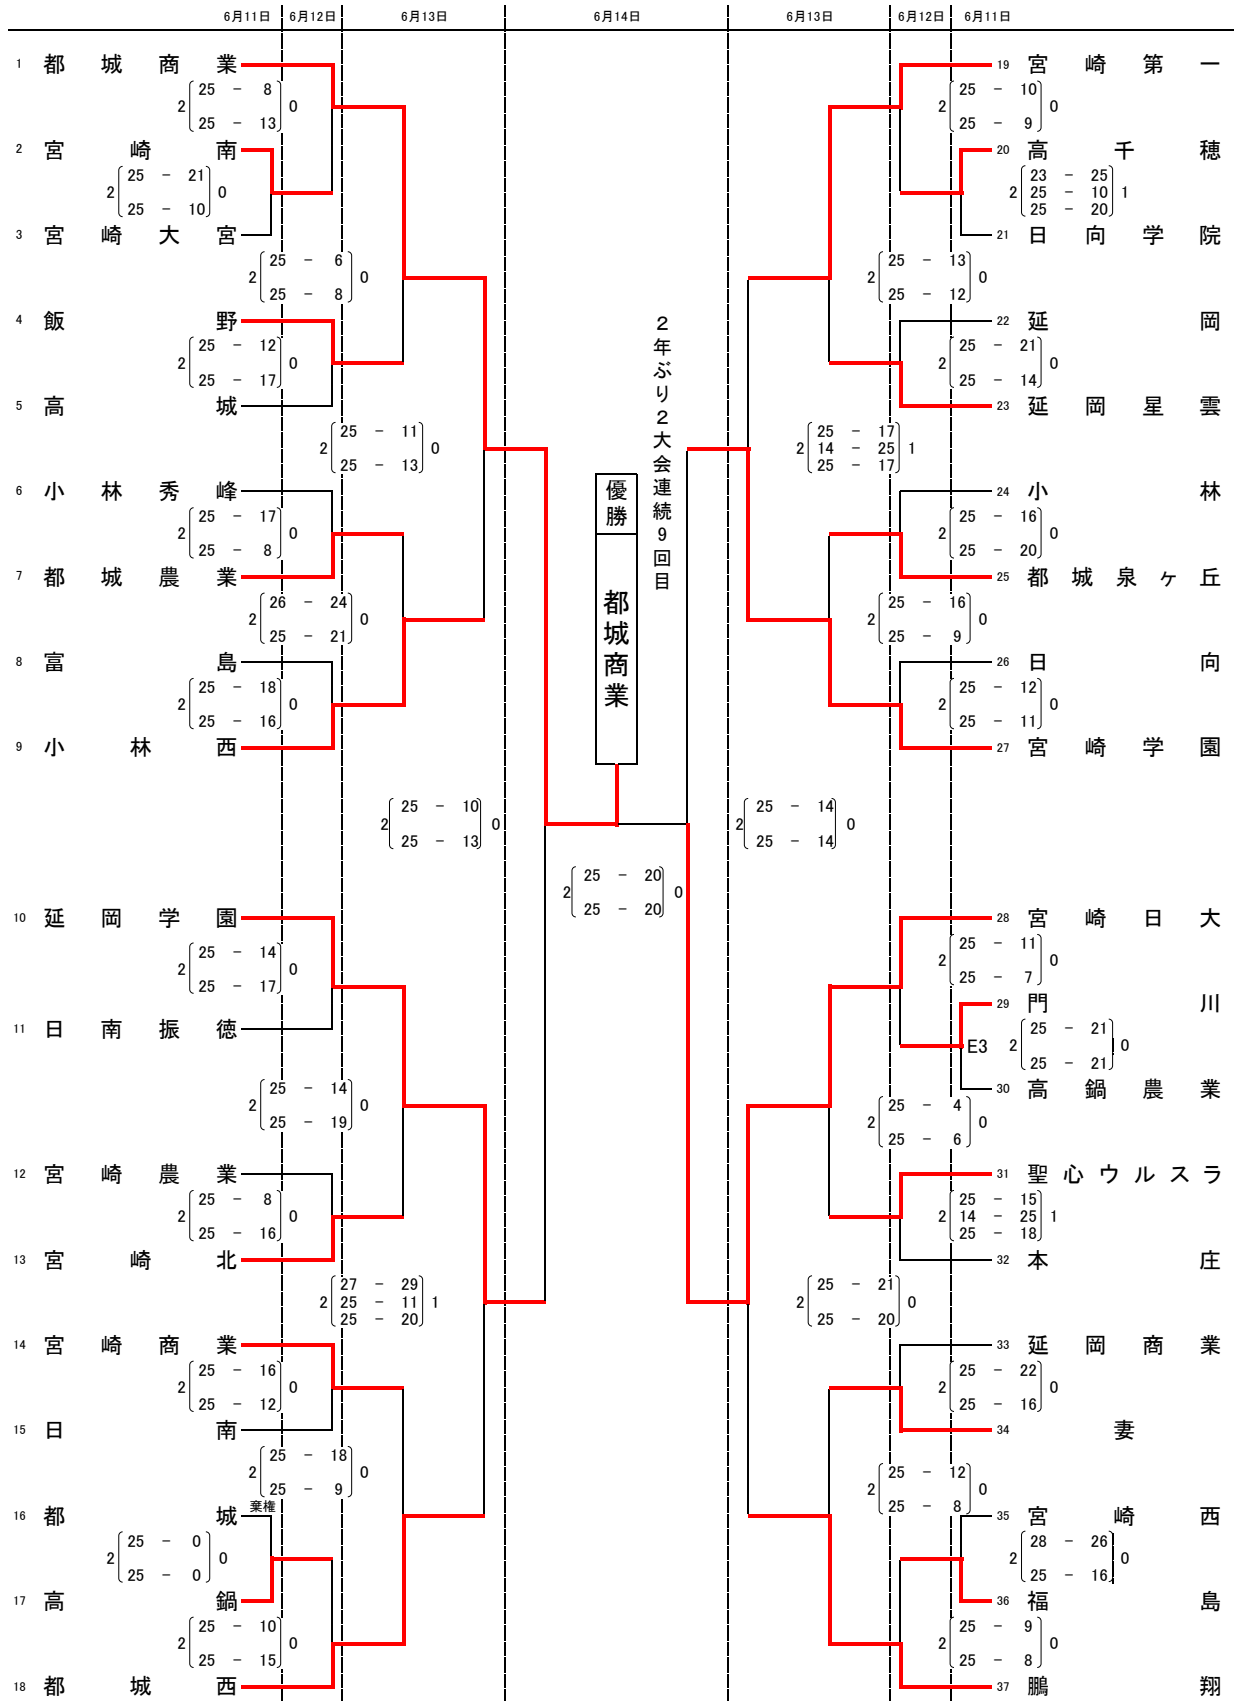 6月11日 6月12日 6月13日 6月14日 6月13日 6月12日 6月11日
1 都城商業
2 ( 25 - 8 25 - 13 ) 0
2 宮崎南
2 ( 25 - 21 25 - 10 ) 0
3 宮崎大宮
2 ( 25 - 6 25 - 8 ) 0
4 飯野
2 ( 25 - 12 25 - 17 ) 0
5 高城
2 ( 25 - 11 25 - 13 ) 0
6 小林秀峰
2 ( 25 - 17 25 - 8 ) 0
7 都城農業
2 ( 26 - 24 25 - 21 ) 0
8 富島
2 ( 25 - 18 25 - 16 ) 0
9 小林西
2 ( 25 - 10 25 - 13 ) 0
10 延岡学園
2 ( 25 - 14 25 - 17 ) 0
11 日南振徳
2 ( 25 - 14 25 - 19 ) 0
12 宮崎農業
2 ( 25 - 8 25 - 16 ) 0
13 宮崎北
2 ( 27 - 29 25 - 11 25 - 20 ) 1
14 宮崎商業
2 ( 25 - 16 25 - 12 ) 0
15 日南
2 ( 25 - 18 25 - 9 ) 0
16 都城 棄権
2 ( 25 - 0 25 - 0 ) 0
17 高鍋
2 ( 25 - 10 25 - 15 ) 0
18 都城西
2年ぶり2大会連続9回目
優勝
都城商業
2 ( 25 - 20 25 - 20 ) 0
19 宮崎第一
2 ( 25 - 10 25 - 9 ) 0
20 高千穂
2 ( 23 - 25 25 - 10 25 - 20 ) 1
21 日向学院
2 ( 25 - 13 25 - 12 ) 0
22 延岡
2 ( 25 - 21 25 - 14 ) 0
23 延岡星雲
2 ( 25 - 17 14 - 25 25 - 17 ) 1
24 小林
2 ( 25 - 16 25 - 20 ) 0
25 都城泉ヶ丘
2 ( 25 - 16 25 - 9 ) 0
26 日向
2 ( 25 - 12 25 - 11 ) 0
27 宮崎学園
2 ( 25 - 14 25 - 14 ) 0
28 宮崎日大
2 ( 25 - 11 25 - 7 ) 0
29 門川
E3 2 ( 25 - 21 25 - 21 ) 0
30 高鍋農業
2 ( 25 - 4 25 - 6 ) 0
31 聖心ウルスラ
2 ( 25 - 15 14 - 25 25 - 18 ) 1
32 本庄
2 ( 25 - 21 25 - 20 ) 0
33 延岡商業
2 ( 25 - 22 25 - 16 ) 0
34 妻
2 ( 25 - 12 25 - 8 ) 0
35 宮崎西
2 ( 28 - 26 25 - 16 ) 0
36 福島
2 ( 25 - 9 25 - 8 ) 0
37 鵬翔